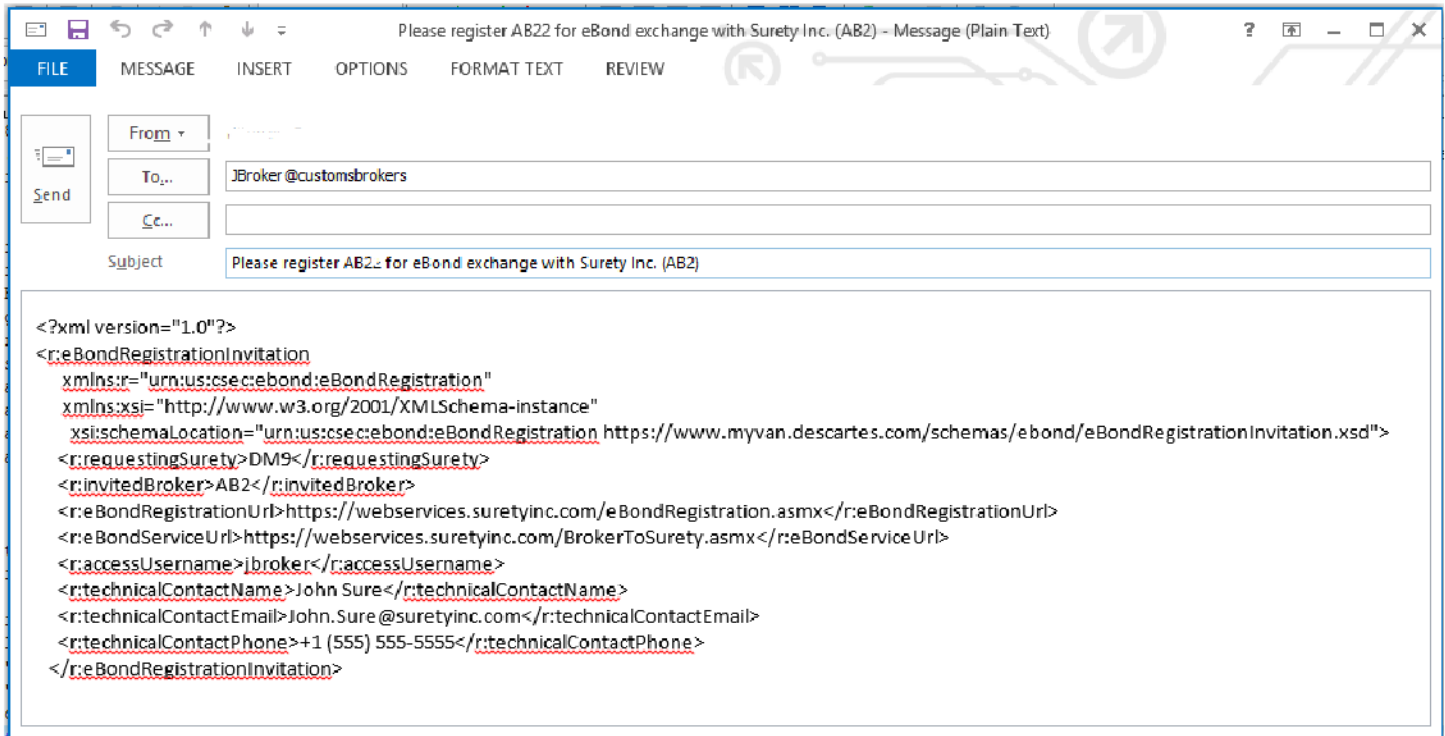 Please register AB22 for eBond exchange with Surety Inc. (AB2) - Message (Plain Text)
FILE MESSAGE INSERT OPTIONS FORMAT TEXT REVIEW
From
To... JBroker@customsbrokers
Send
Cc...
Subject Please register for eBond exchange with Surety Inc. (AB2)
<?xml version="1.0"?>
<r:eBondRegistrationInvitation
xmlns:r="urn:us:csec:ebond:eBondRegistration"
xmlns:xsi="http://www.w3.org/2001/XMLSchema-instance"
xsi:schemaLocation="urn:us:csec:ebond:eBondRegistration https://www.myvan.descartes.com/schemas/ebond/eBondRegistrationInvitation.xsd">
<r:requestingSurety>DM9</r:requestingSurety>
<r:invitedBroker>AB2</r:invitedBroker>
<r:eBondRegistrationUrl>https://webservices.suretyinc.com/eBondRegistration.asmx</r:eBondRegistrationUrl>
<r:eBondServiceUrl>https://webservices.suretyinc.com/BrokerToSurety.asmx</r:eBondServiceUrl>
<r:accessUsername>jbroker</r:accessUsername>
<r:technicalContactName>John Sure</r:technicalContactName>
<r:technicalContactEmail>John.Sure@suretyinc.com</r:technicalContactEmail>
<r:technicalContactPhone>+1 (555) 555-5555</r:technicalContactPhone>
</r:eBondRegistrationInvitation>